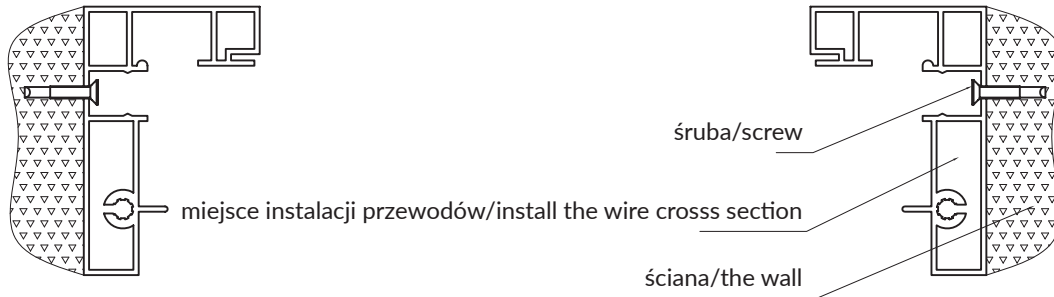 śruba/screw
miejsce instalacji przewodów/install the wire crosss section
ściana/the wall